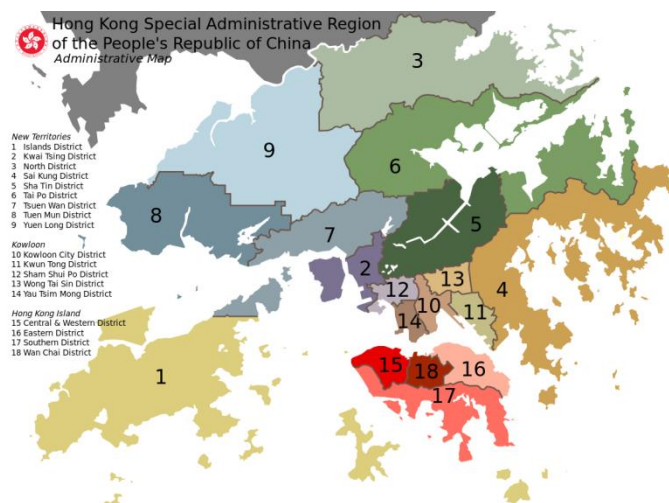 Hong Kong Special Administrative Region
of the People's Republic of China
Administrative Map
3
New Territories
1 Islands District
2 Kwai Tsing District
3 North District
4 Sai Kung District
5 Sha Tin District
6 Tai Po District
7 Tsuen Wan District
8 Tuen Mun District
9 Yuen Long District
Kowloon
10 Kowloon City District
11 Kwun Tong District
12 Sham Shui Po District
13 Wong Tai Sin District
14 Yau Tsim Mong District
Hong Kong Island
15 Central & Western District
16 Eastern District
17 Southern District
18 Wan Chai District
9
6
8
5
7
2
13
4
12
10
11
14
15
18
16
1
17